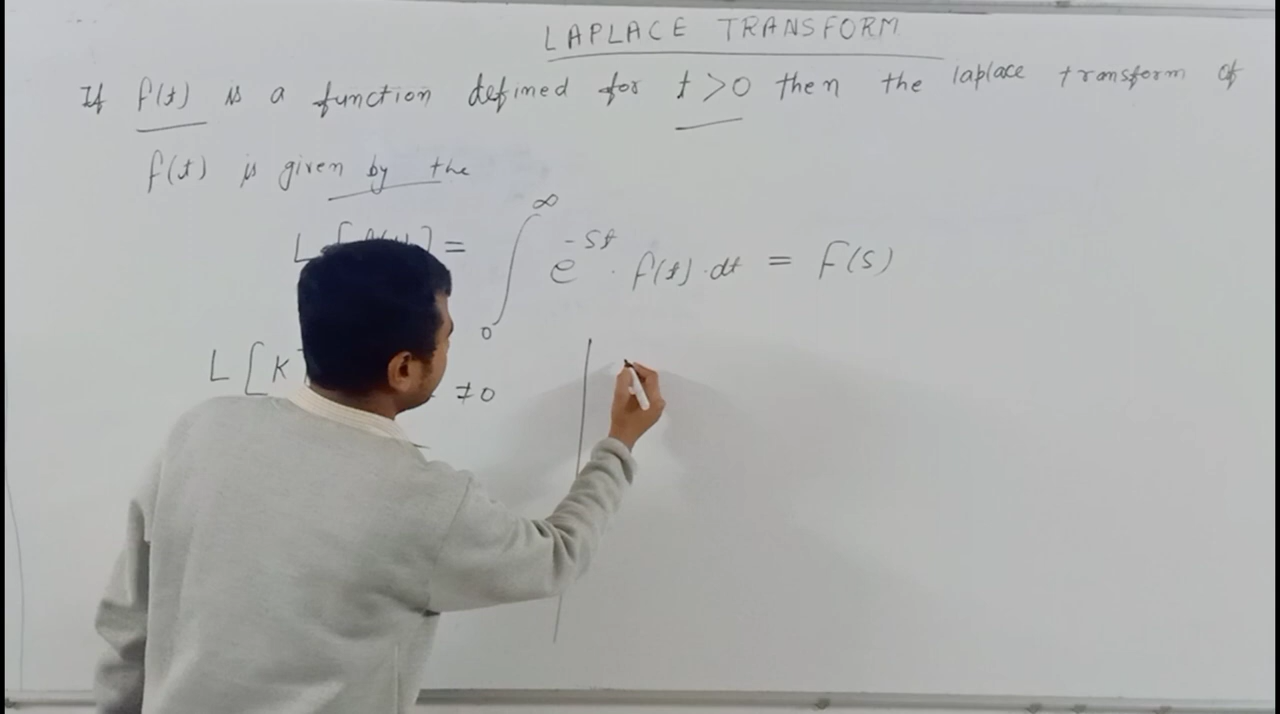 LAPLACE TRANSFORM
If f(t) is a function defined for t > 0 then the laplace transform of
f(t) is given by the
L [ ] = ∫₀^∞ e^{-st} . f(t) . dt = F(s)
L [ K ≠ 0